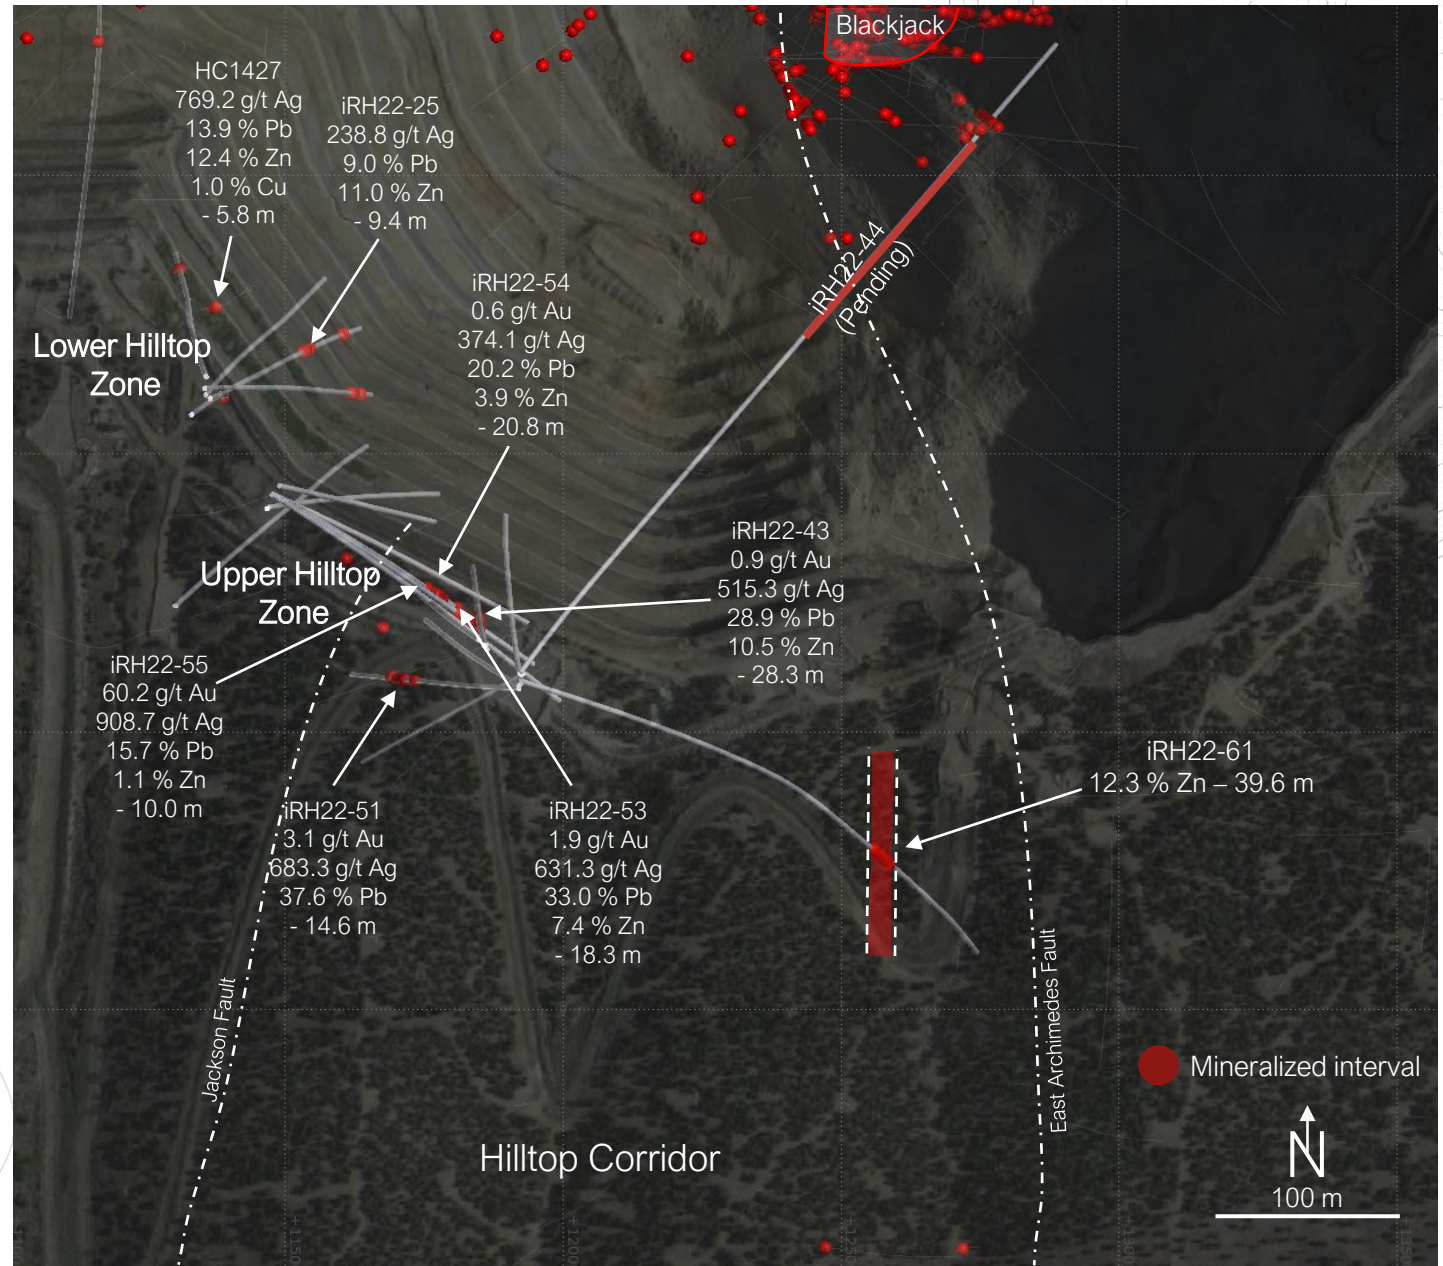 Blackjack
HC1427
769.2 g/t Ag
13.9 % Pb
12.4 % Zn
1.0 % Cu
- 5.8 m
iRH22-25
238.8 g/t Ag
9.0 % Pb
11.0 % Zn
- 9.4 m
iRH22-44
(Pending)
iRH22-54
0.6 g/t Au
374.1 g/t Ag
20.2 % Pb
3.9 % Zn
- 20.8 m
Lower Hilltop
Zone
iRH22-43
0.9 g/t Au
515.3 g/t Ag
28.9 % Pb
10.5 % Zn
- 28.3 m
Upper Hilltop
Zone
iRH22-55
60.2 g/t Au
908.7 g/t Ag
15.7 % Pb
1.1 % Zn
- 10.0 m
iRH22-51
3.1 g/t Au
683.3 g/t Ag
37.6 % Pb
- 14.6 m
iRH22-53
1.9 g/t Au
631.3 g/t Ag
33.0 % Pb
7.4 % Zn
- 18.3 m
iRH22-61
12.3 % Zn – 39.6 m
Jackson Fault
East Archimedes Fault
Mineralized interval
Hilltop Corridor
N
100 m